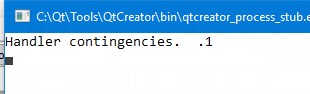 C:\Qt\Tools\QtCreator\bin\qtcreator_process_stub.e
Handler contingencies.  .1